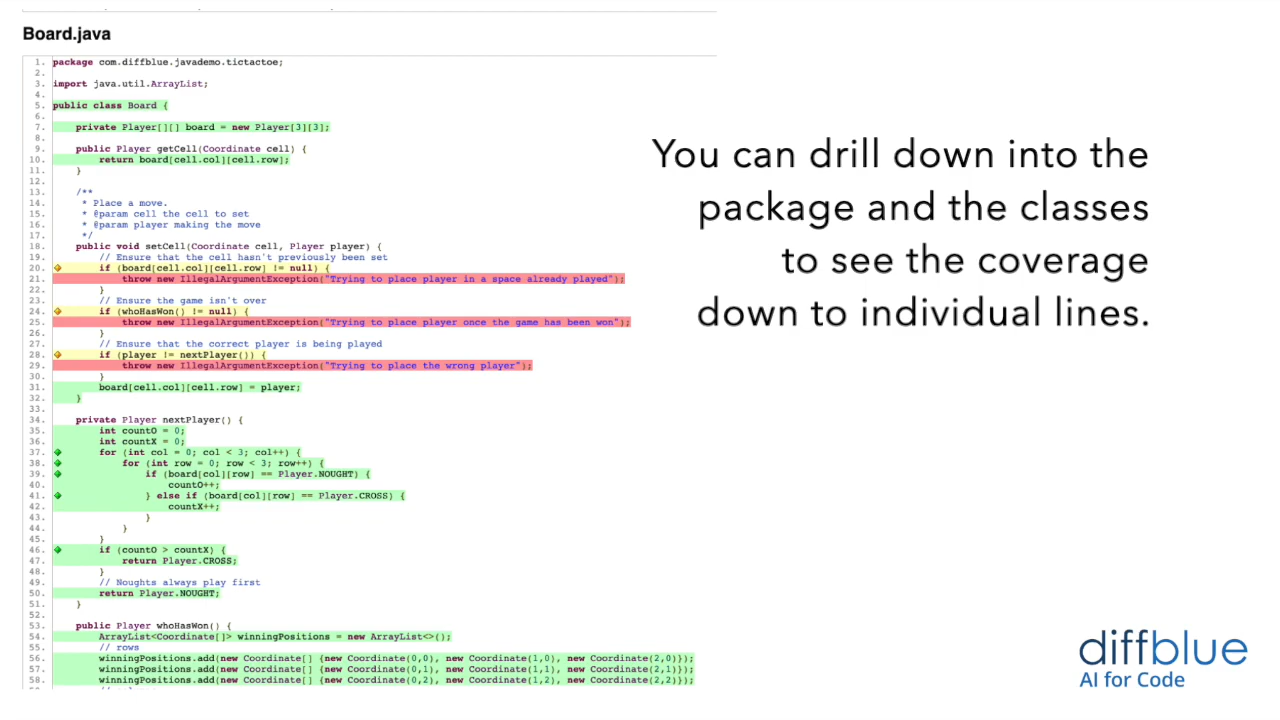 Board.java
1. package com.diffblue.javademo.tictactoe;
2.
3. import java.util.ArrayList;
4.
5. public class Board {
6.
7. private Player[][] board = new Player[3][3];
8.
9. public Player getCell(Coordinate cell) {
10. return board[cell.col][cell.row];
11. }
12.
13. /**
14. * Place a move.
15. * @param cell the cell to set
16. * @param player making the move
17. */
18. public void setCell(Coordinate cell, Player player) {
19. // Ensure that the cell hasn't previously been set
20. if (board[cell.col][cell.row] != null) {
21. throw new IllegalArgumentException("Trying to place player in a space already played");
22. }
23. // Ensure the game isn't over
24. if (whoHasWon() != null) {
25. throw new IllegalArgumentException("Trying to place player once the game has been won");
26. }
27. // Ensure that the correct player is being played
28. if (player != nextPlayer()) {
29. throw new IllegalArgumentException("Trying to place the wrong player");
30. }
31. board[cell.col][cell.row] = player;
32. }
33.
34. private Player nextPlayer() {
35. int countO = 0;
36. int countX = 0;
37. for (int col = 0; col < 3; col++) {
38. for (int row = 0; row < 3; row++) {
39. if (board[col][row] == Player.NOUGHT) {
40. countO++;
41. } else if (board[col][row] == Player.CROSS) {
42. countX++;
43. }
44. }
45. }
46. if (countO > countX) {
47. return Player.CROSS;
48. }
49. // Noughts always play first
50. return Player.NOUGHT;
51. }
52.
53. public Player whoHasWon() {
54. ArrayList<Coordinate[]> winningPositions = new ArrayList<>();
55. // rows
56. winningPositions.add(new Coordinate[] {new Coordinate(0,0), new Coordinate(1,0), new Coordinate(2,0)});
57. winningPositions.add(new Coordinate[] {new Coordinate(0,1), new Coordinate(1,1), new Coordinate(2,1)});
58. winningPositions.add(new Coordinate[] {new Coordinate(0,2), new Coordinate(1,2), new Coordinate(2,2)});
You can drill down into the
package and the classes
to see the coverage
down to individual lines.
diffblue
AI for Code